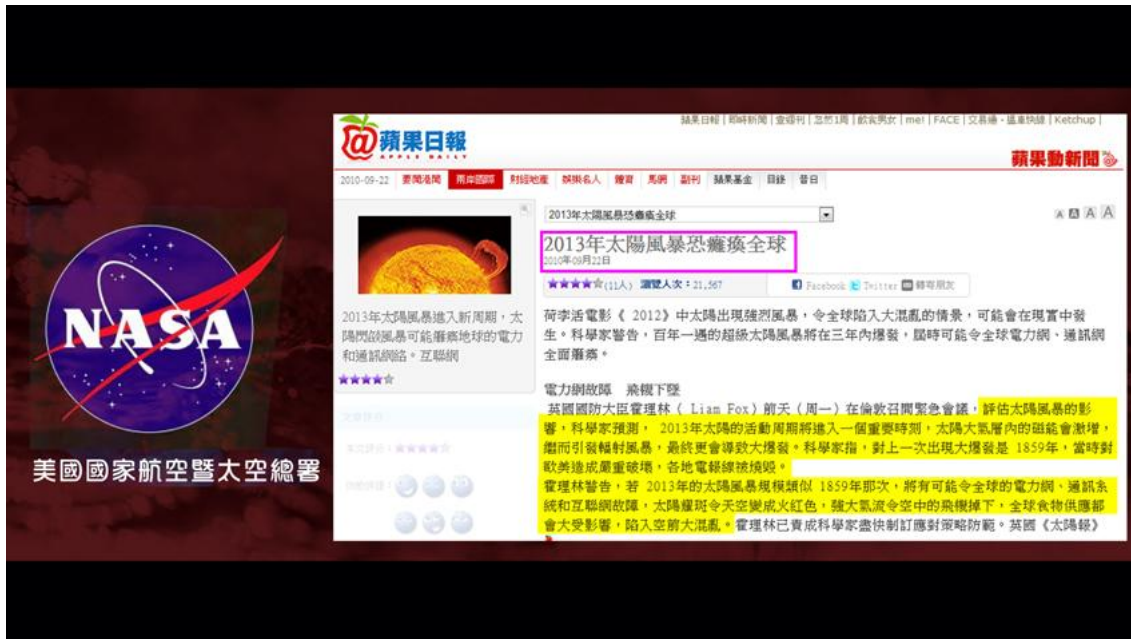 NASA
美國國家航空暨太空總署
蘋果日報
APPLE DAILY
蘋果日報 | 即時新聞 | 壹週刊 | 忽然1周 | 飲食男女 | me! | FACE | 交易通 · 搵車快線 | Ketchup |
蘋果動新聞
2010-09-22 要聞港聞 兩岸國際 財經地產 娛樂名人 體育 馬網 副刊 蘋果基金 目錄 昔日
2013年太陽風暴進入新周期，太
陽閃燄風暴可能癱瘓地球的電力
和通訊網絡。互聯網
2013年太陽風暴恐癱瘓全球
A A A A
2013年太陽風暴恐癱瘓全球
2010年09月22日
(11人) 瀏覽人次：21,567
Facebook Twitter 轉寄朋友
荷李活電影《 2012》中太陽出現強烈風暴，令全球陷入大混亂的情景，可能會在現實中發
生。科學家警告，百年一遇的超級太陽風暴將在三年內爆發，屆時可能令全球電力網、通訊網
全面癱瘓。
電力網故障 飛機下墜
英國國防大臣霍理林（ Liam Fox）前天（周一）在倫敦召開緊急會議，評估太陽風暴的影
響，科學家預測， 2013年太陽的活動周期將進入一個重要時刻，太陽大氣層內的磁能會激增，
繼而引發輻射風暴，最終更會導致大爆發。科學家指，對上一次出現大爆發是 1859年，當時對
歐美造成嚴重破壞，各地電報線被燒毀。
霍理林警告，若 2013年的太陽風暴規模類似 1859年那次，將有可能令全球的電力網、通訊系
統和互聯網故障，太陽耀斑令天空變成火紅色，強大氣流令空中的飛機掉下，全球食物供應都
會大受影響，陷入空前大混亂。霍理林已責成科學家盡快制訂應對策略防範。英國《太陽報》